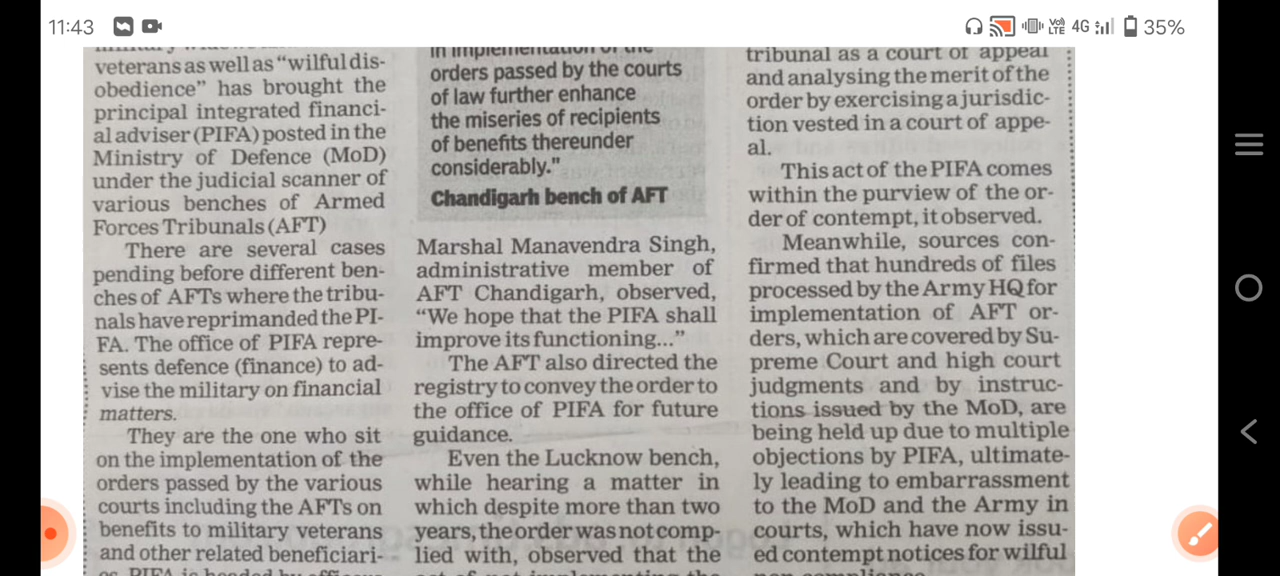 11:43
Vo)) LTE 4G 35%
veterans as well as “wilful dis-
obedience” has brought the
principal integrated financi-
al adviser (PIFA) posted in the
Ministry of Defence (MoD)
under the judicial scanner of
various benches of Armed
Forces Tribunals (AFT)
There are several cases
pending before different ben-
ches of AFTs where the tribu-
nals have reprimanded the PI-
FA. The office of PIFA repre-
sents defence (finance) to ad-
vise the military on financial
matters.
They are the one who sit
on the implementation of the
orders passed by the various
courts including the AFTs on
benefits to military veterans
and other related beneficiari-
es. PIFA is headed by
in implementation of the
orders passed by the courts
of law further enhance
the miseries of recipients
of benefits thereunder
considerably."
Chandigarh bench of AFT
Marshal Manavendra Singh,
administrative member of
AFT Chandigarh, observed,
“We hope that the PIFA shall
improve its functioning...”
The AFT also directed the
registry to convey the order to
the office of PIFA for future
guidance.
Even the Lucknow bench,
while hearing a matter in
which despite more than two
years, the order was not comp-
lied with, observed that the
tribunal as a court of appeal
and analysing the merit of the
order by exercising a jurisdic-
tion vested in a court of appe-
al.
This act of the PIFA comes
within the purview of the or-
der of contempt, it observed.
Meanwhile, sources con-
firmed that hundreds of files
processed by the Army HQ for
implementation of AFT or-
ders, which are covered by Su-
preme Court and high court
judgments and by instruc-
tions issued by the MoD, are
being held up due to multiple
objections by PIFA, ultimate-
ly leading to embarrassment
to the MoD and the Army in
courts, which have now issu-
ed contempt notices for wilful